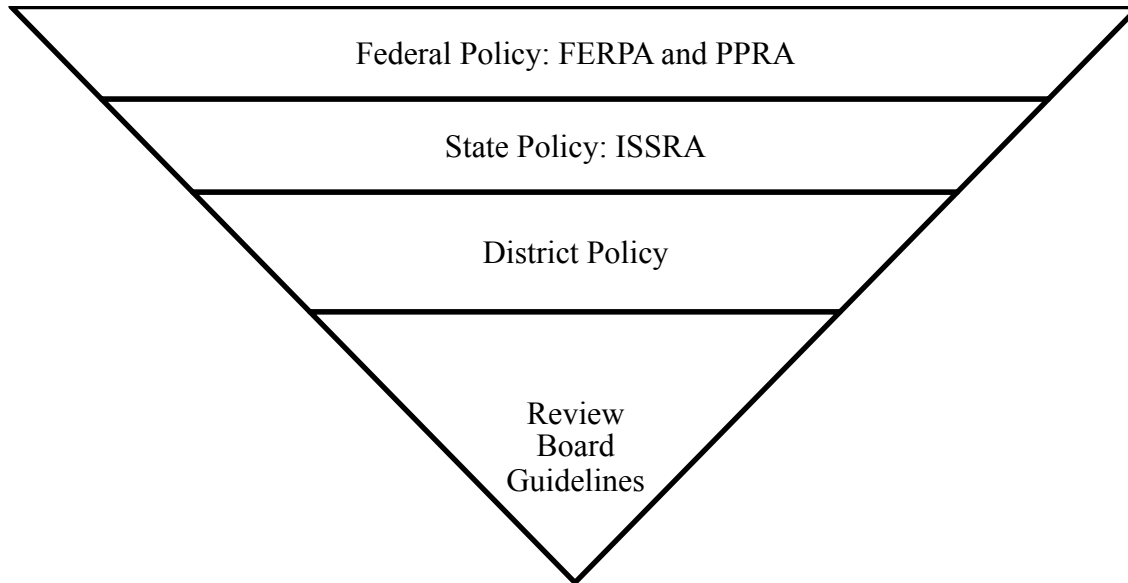 Federal Policy: FERPA and PPRA
State Policy: ISSRA
District Policy
Review
Board
Guidelines